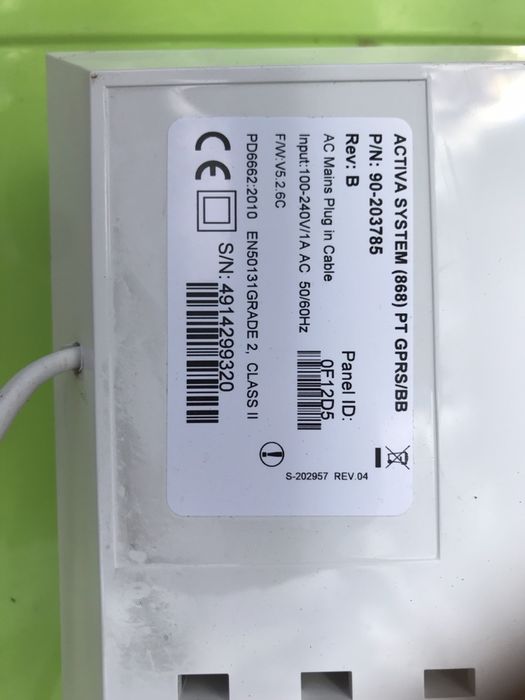 ACTIVA SYSTEM (868) PT GPRS/BB
P/N: 90-203785
Rev: B
AC Mains Plug in Cable
Input:100-240V/1A AC 50/60Hz
F/W:V5.2.6C
Panel ID:
0F12D5
PD6662:2010 EN50131GRADE 2, CLASS II
CE
S/N: 4914299320
S-202957 REV.04